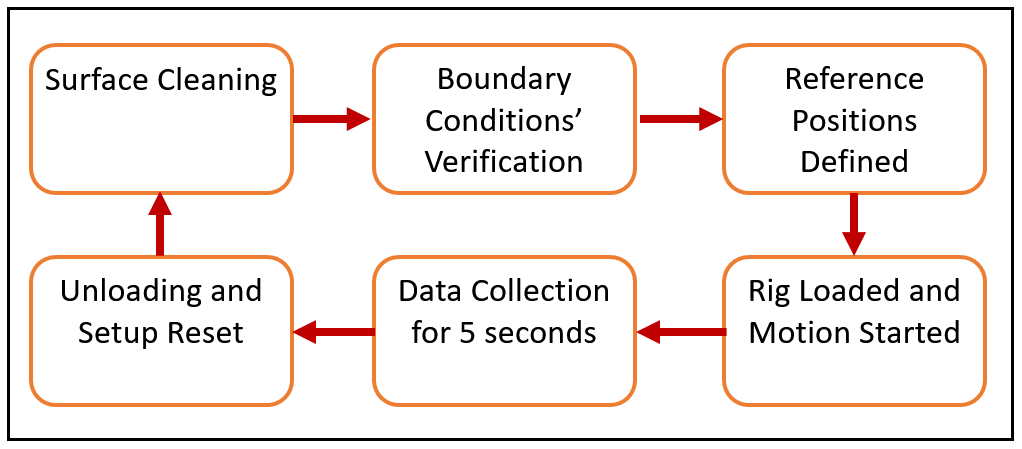 Surface Cleaning
Boundary
Conditions’
Verification
Reference
Positions
Defined
Unloading and
Setup Reset
Data Collection
for 5 seconds
Rig Loaded and
Motion Started